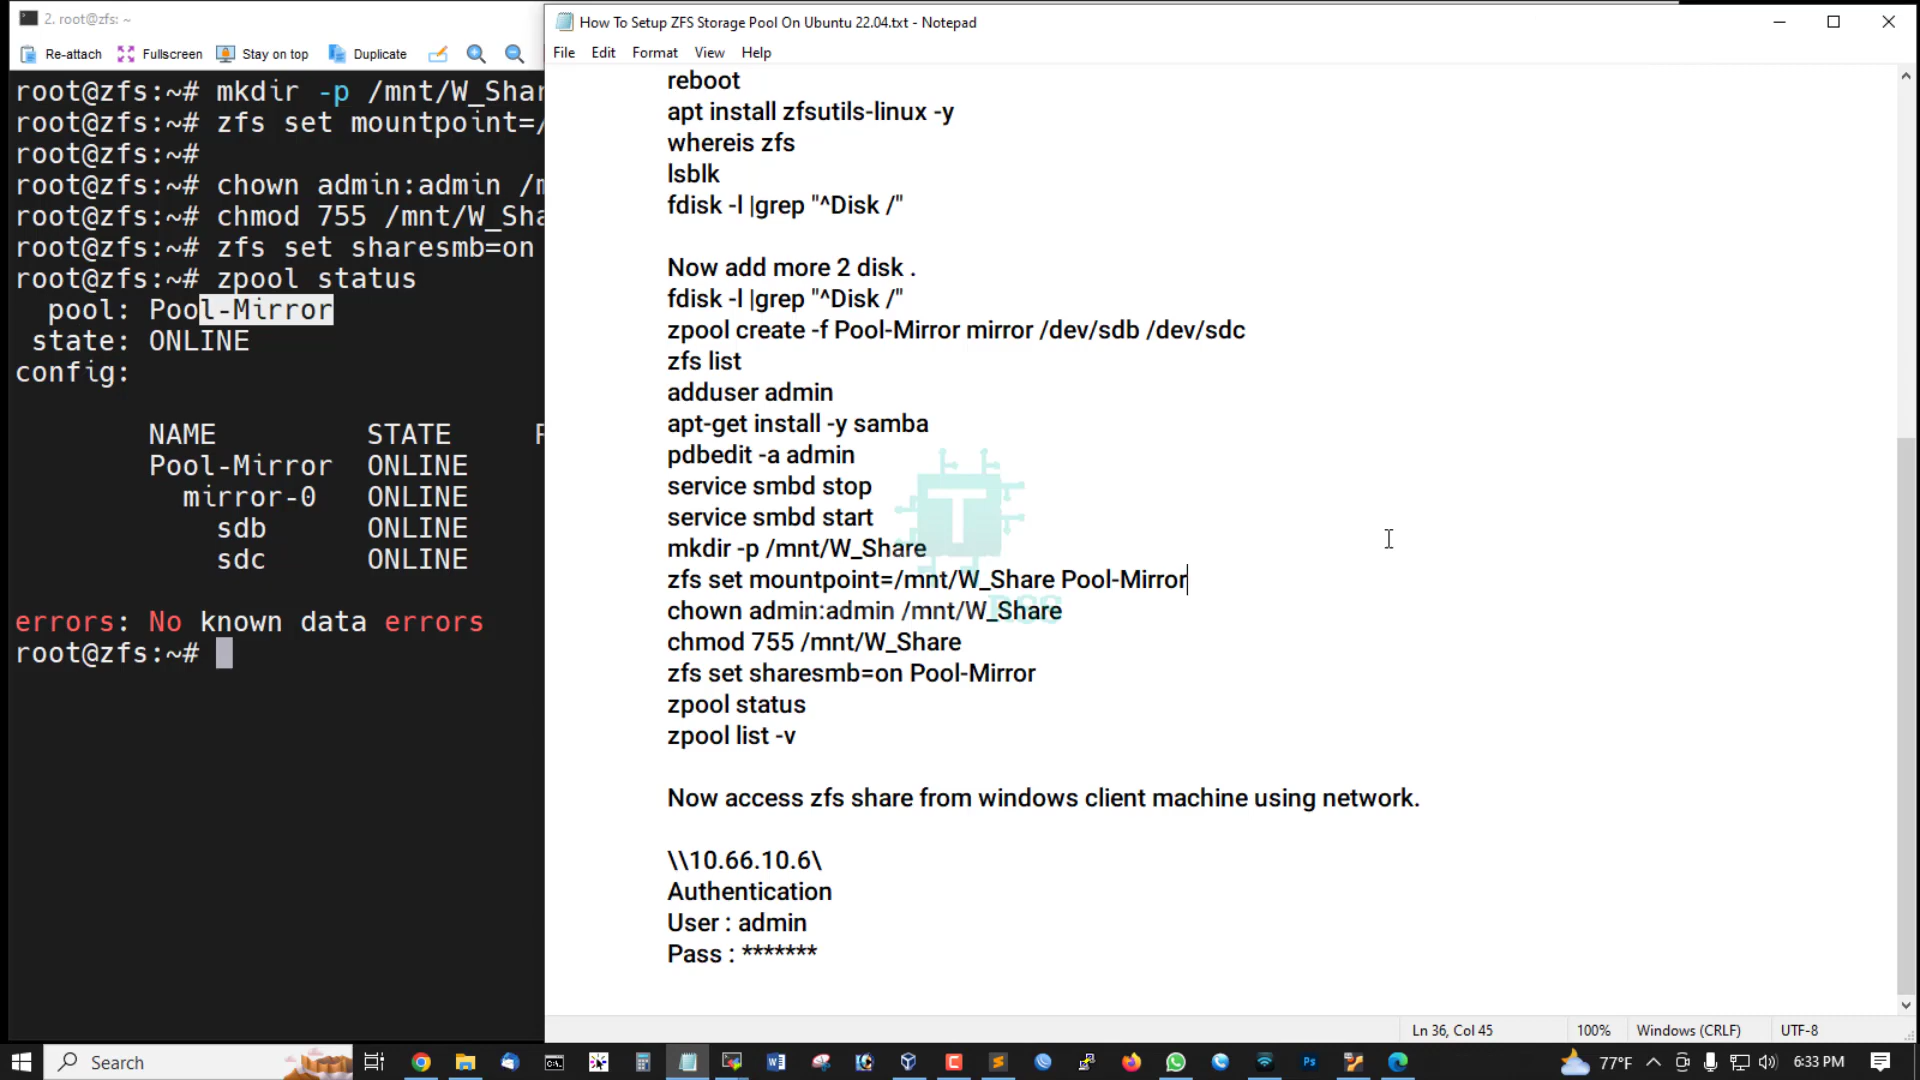 2. root@zfs: ~
Re-attach Fullscreen Stay on top Duplicate
root@zfs:~# mkdir -p /mnt/W_Shar
root@zfs:~# zfs set mountpoint=/
root@zfs:~#
root@zfs:~# chown admin:admin /m
root@zfs:~# chmod 755 /mnt/W_Sha
root@zfs:~# zfs set sharesmb=on
root@zfs:~# zpool status
pool: Pool-Mirror
state: ONLINE
config:
NAME STATE
Pool-Mirror ONLINE
mirror-0 ONLINE
sdb ONLINE
sdc ONLINE
errors: No known data errors
root@zfs:~#
How To Setup ZFS Storage Pool On Ubuntu 22.04.txt - Notepad
File Edit Format View Help
reboot
apt install zfsutils-linux -y
whereis zfs
lsblk
fdisk -l |grep "^Disk /"
Now add more 2 disk .
fdisk -l |grep "^Disk /"
zpool create -f Pool-Mirror mirror /dev/sdb /dev/sdc
zfs list
adduser admin
apt-get install -y samba
pdbedit -a admin
service smbd stop
service smbd start
mkdir -p /mnt/W_Share
zfs set mountpoint=/mnt/W_Share Pool-Mirror
chown admin:admin /mnt/W_Share
chmod 755 /mnt/W_Share
zfs set sharesmb=on Pool-Mirror
zpool status
zpool list -v
Now access zfs share from windows client machine using network.
\\10.66.10.6\
Authentication
User : admin
Pass : *******
Ln 36, Col 45 100% Windows (CRLF) UTF-8
Search
77°F 6:33 PM